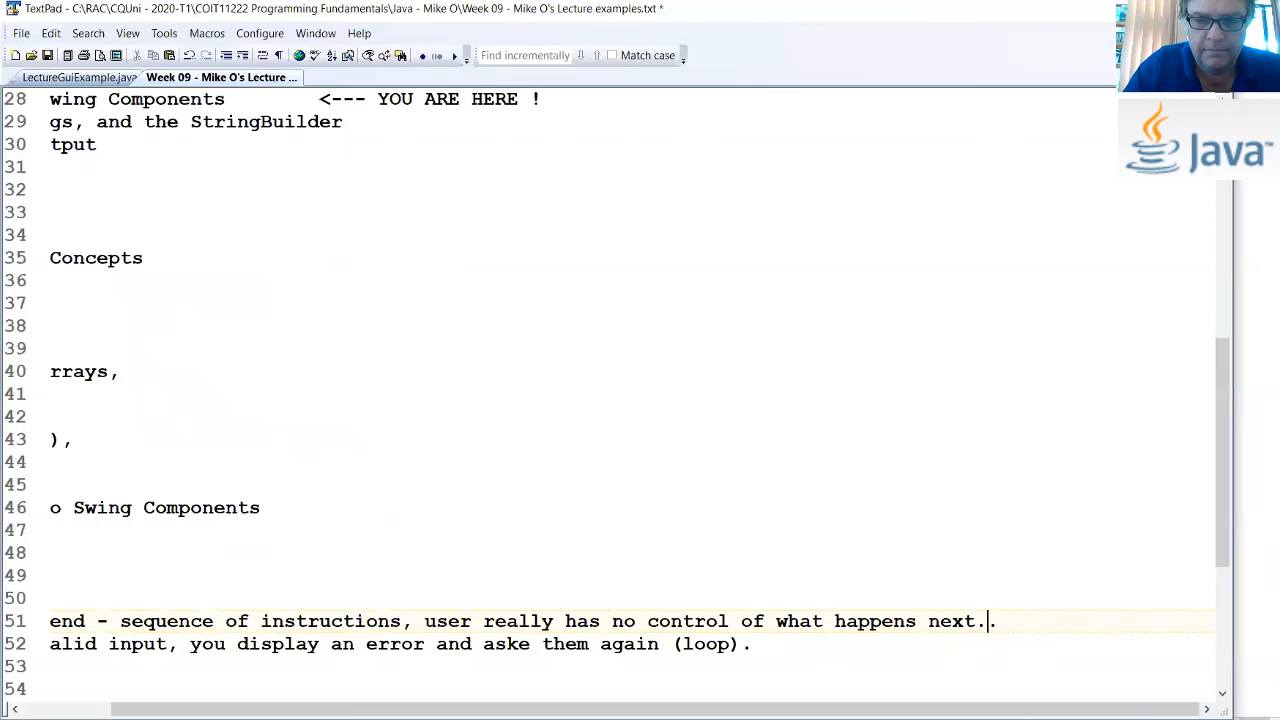 TextPad - C:\RAC\CQUni - 2020-T1\COIT11222 Programming Fundamentals\Java - Mike O\Week 09 - Mike O's Lecture examples.txt *
File Edit Search View Tools Macros Configure Window Help
Find incrementally Match case
LectureGuiExample.java Week 09 - Mike O's Lecture ...
28 wing Components <--- YOU ARE HERE !
29 gs, and the StringBuilder
30 tput
31
32
33
34
35 Concepts
36
37
38
39
40 rrays,
41
42
43 ),
44
45
46 o Swing Components
47
48
49
50
51 end - sequence of instructions, user really has no control of what happens next..
52 alid input, you display an error and aske them again (loop).
53
54
Java™